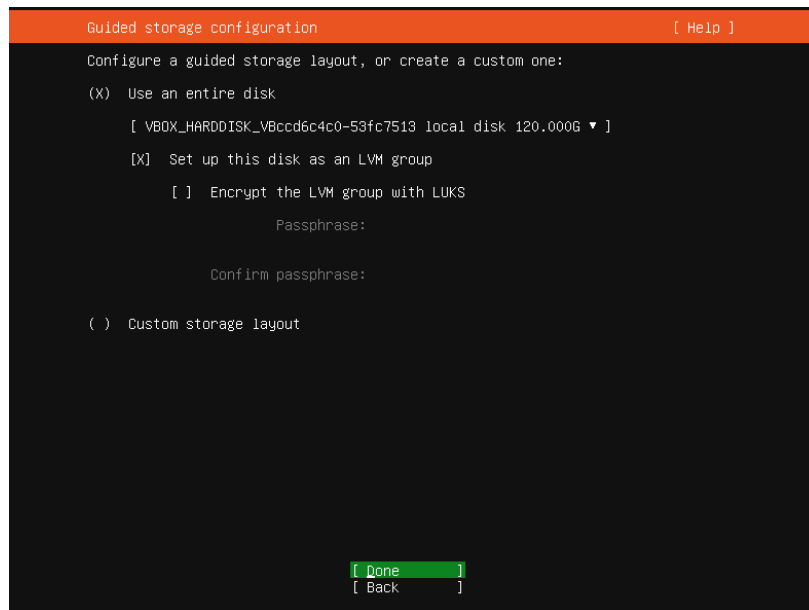 Guided storage configuration [ Help ]
Configure a guided storage layout, or create a custom one:
(X) Use an entire disk
[ VBOX_HARDDISK_VBccd6c4c0-53fc7513 local disk 120.000G ▾ ]
[X] Set up this disk as an LVM group
[ ] Encrypt the LVM group with LUKS
Passphrase:
Confirm passphrase:
( ) Custom storage layout
[ Done ]
[ Back ]